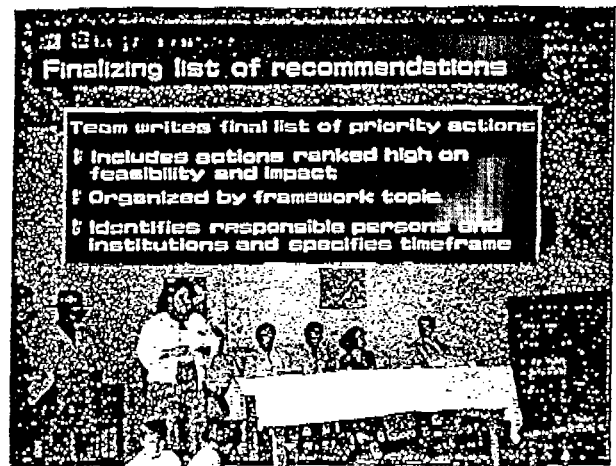 Finalizing list of recommendations
Team writes final list of priority actions
Includes actions ranked high on
feasibility and impact
Organized by framework topic
Identifies responsible persons and
institutions and specifies timeframe